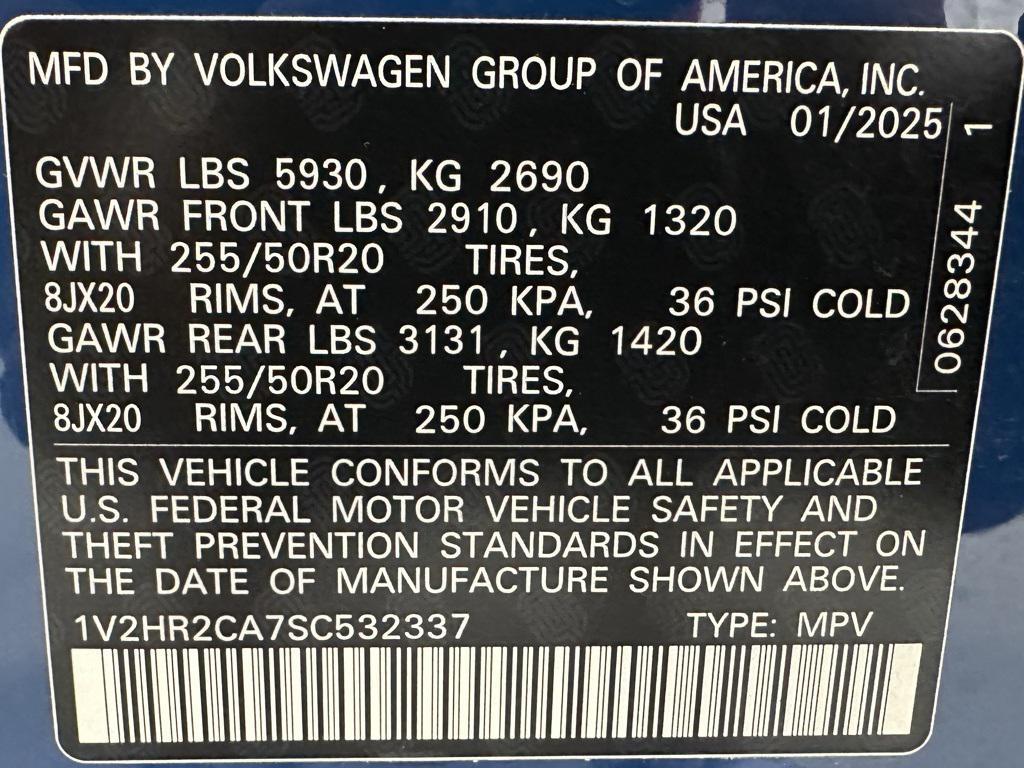 MFD BY VOLKSWAGEN GROUP OF AMERICA, INC.
USA 01/2025
GVWR LBS 5930, KG 2690
GAWR FRONT LBS 2910, KG 1320
WITH 255/50R20 TIRES,
8JX20 RIMS, AT 250 KPA, 36 PSI COLD
GAWR REAR LBS 3131, KG 1420
WITH 255/50R20 TIRES,
8JX20 RIMS, AT 250 KPA, 36 PSI COLD
0628344 1
THIS VEHICLE CONFORMS TO ALL APPLICABLE
U.S. FEDERAL MOTOR VEHICLE SAFETY AND
THEFT PREVENTION STANDARDS IN EFFECT ON
THE DATE OF MANUFACTURE SHOWN ABOVE.
1V2HR2CA7SC532337 TYPE: MPV